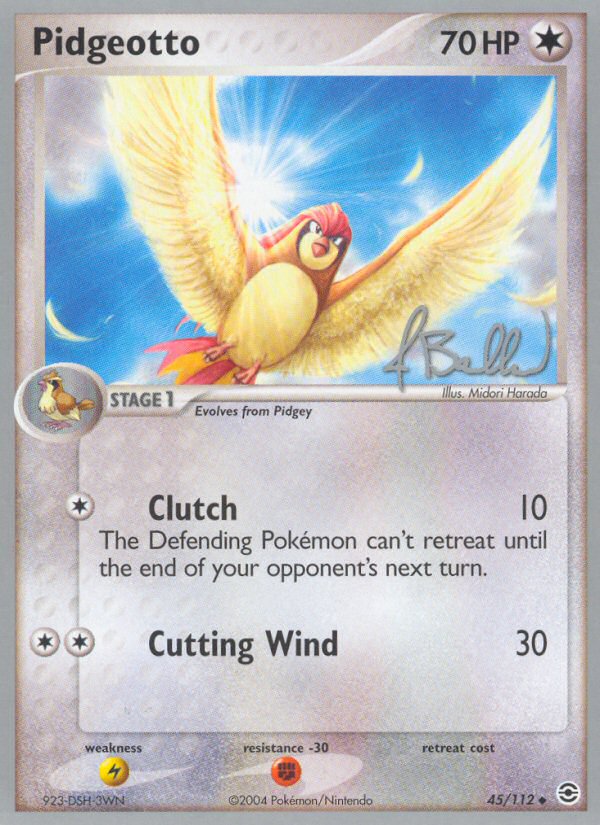 Pidgeotto 70 HP
Illus. Midori Harada
STAGE 1
Evolves from Pidgey
Clutch 10
The Defending Pokémon can't retreat until
the end of your opponent's next turn.
Cutting Wind 30
weakness resistance -30 retreat cost
923-DSH-3WN ©2004 Pokémon/Nintendo 45/112